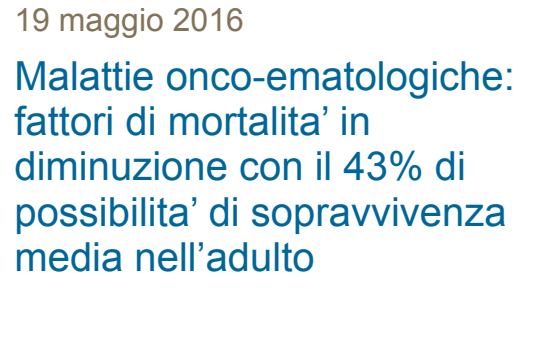 19 maggio 2016
Malattie onco-ematologiche:
fattori di mortalita’ in
diminuzione con il 43% di
possibilita’ di sopravvivenza
media nell’adulto